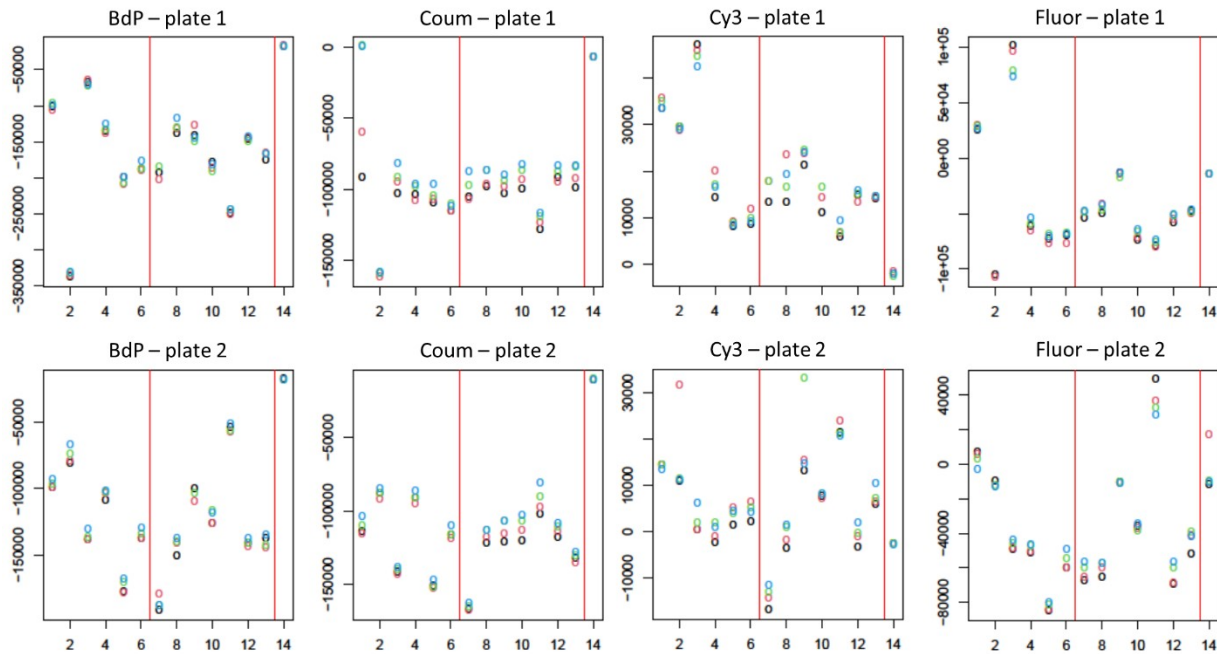 BdP – plate 1
-50000
-150000
-250000
-350000
2 4 6 8 10 12 14
Coum – plate 1
0
-50000
-100000
-150000
2 4 6 8 10 12 14
Cy3 – plate 1
30000
10000
0
2 4 6 8 10 12 14
Fluor – plate 1
1e+05
5e+04
0e+00
-1e+05
2 4 6 8 10 12 14
BdP – plate 2
-50000
-100000
-150000
2 4 6 8 10 12 14
Coum – plate 2
-50000
-100000
-150000
2 4 6 8 10 12 14
Cy3 – plate 2
30000
10000
0
-10000
2 4 6 8 10 12 14
Fluor – plate 2
40000
0
-40000
-80000
2 4 6 8 10 12 14